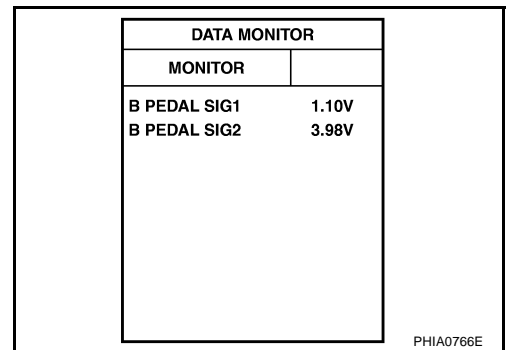 DATA MONITOR
MONITOR
B PEDAL SIG1 1.10V
B PEDAL SIG2 3.98V
PHIA0766E